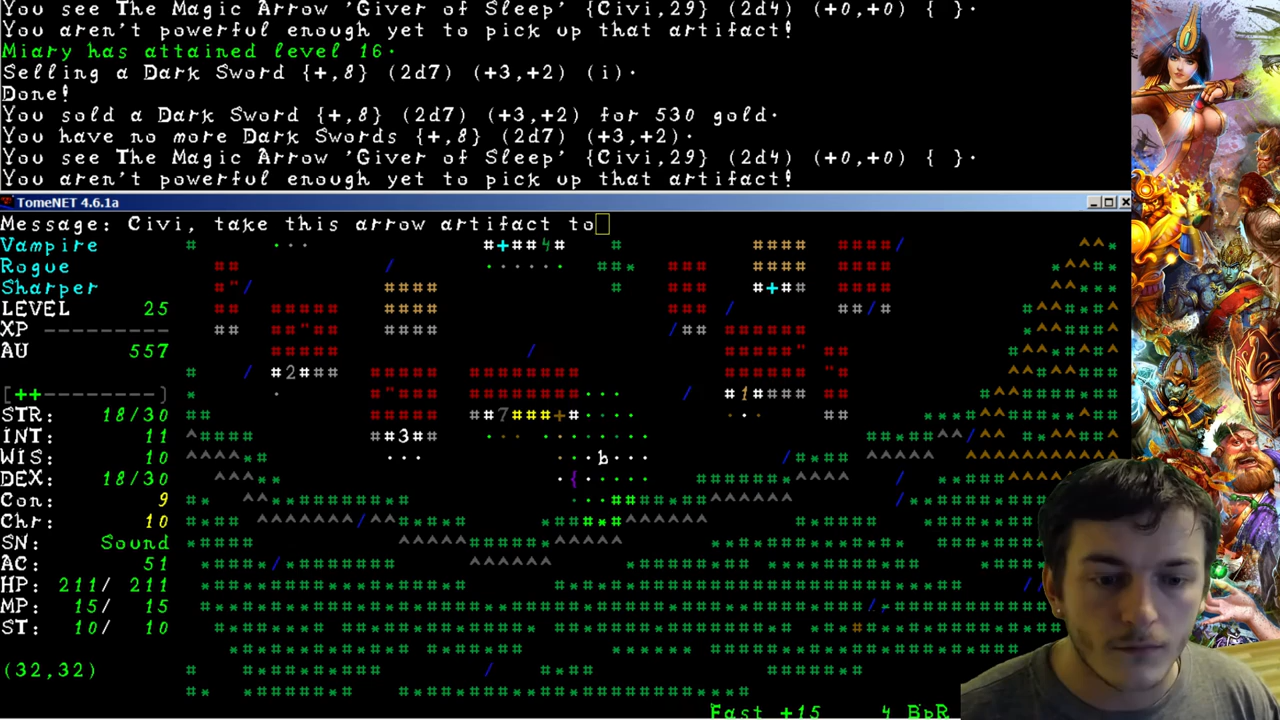 You see The Magic Arrow 'Giver of Sleep' {Civi,29} (2d4) (+0,+0) { }.
You aren't powerful enough yet to pick up that artifact!
Miary has attained level 16.
Selling a Dark Sword {+,8} (2d7) (+3,+2) (i).
Done!
You sold a Dark Sword {+,8} (2d7) (+3,+2) for 530 gold.
You have no more Dark Swords {+,8} (2d7) (+3,+2).
You see The Magic Arrow 'Giver of Sleep' {Civi,29} (2d4) (+0,+0) { }.
You aren't powerful enough yet to pick up that artifact!
TomeNET 4.6.1a
Message: Civi, take this arrow artifact to
Vampire
Rogue
Sharper
LEVEL 25
XP ----------
AU 557
[++---------]
STR: 18/30
INT: 11
WIS: 10
DEX: 18/30
Con: 9
Chr: 10
SN: Sound
AC: 51
HP: 211/ 211
MP: 15/ 15
ST: 10/ 10
(32,32)
Fast +15 4 BpR